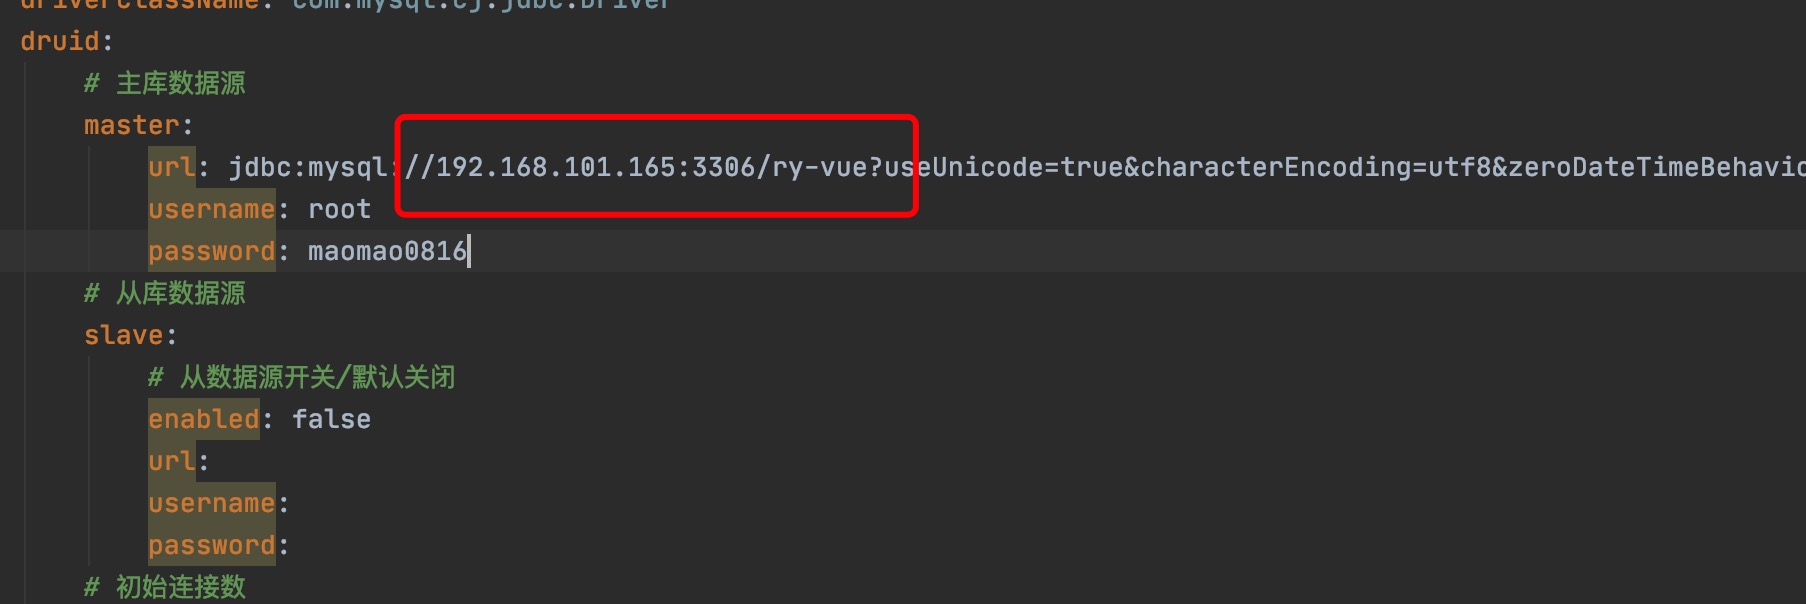 driverClassName: com.mysql.cj.jdbc.Driver
druid:
# 主库数据源
master:
url: jdbc:mysql://192.168.101.165:3306/ry-vue?useUnicode=true&characterEncoding=utf8&zeroDateTimeBehavio
username: root
password: maomao0816
# 从库数据源
slave:
# 从数据源开关/默认关闭
enabled: false
url:
username:
password:
# 初始连接数